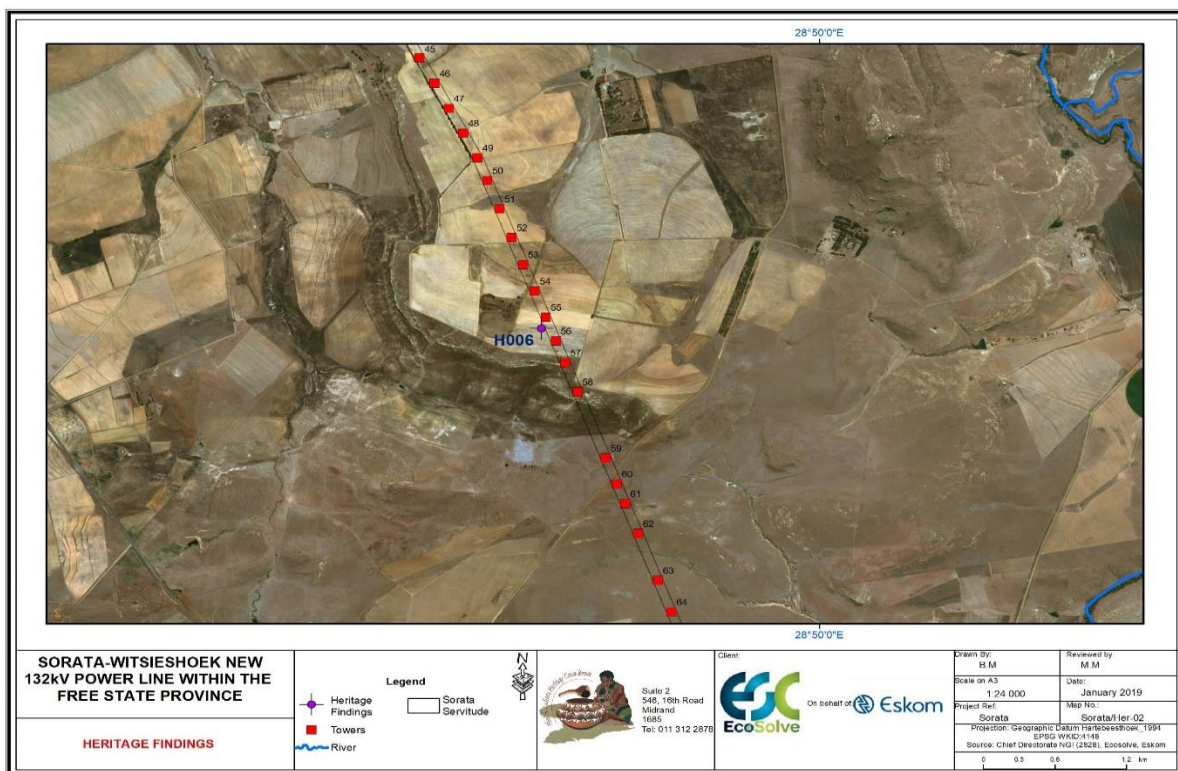 28°50'0"E
45
46
47
48
49
50
51
52
53
54
55
H006
56
57
58
59
60
61
62
63
64
28°50'0"E
SORATA-WITSIESHOEK NEW
132kV POWER LINE WITHIN THE
FREE STATE PROVINCE
HERITAGE FINDINGS
Legend
Heritage
Findings
Towers
River
Sorata
Servitude
N
Suite 2
546, 16th Road
Midrand
1685
Tel: 011 312 2878
Client:
EcoSolve
On behalf of:
Eskom
Drawn By:
B.M
Reviewed by:
M.M
Scale on A3
1:24 000
Date:
January 2019
Project Ref:
Sorata
Map No.:
Sorata/Her-02
Projection: Geographic Datum Hartebeesthoek_1994
EPSG WKID:4148
Source: Chief Directorate NGI (2828), Ecosolve, Eskom
0 0.3 0.6 1.2 km